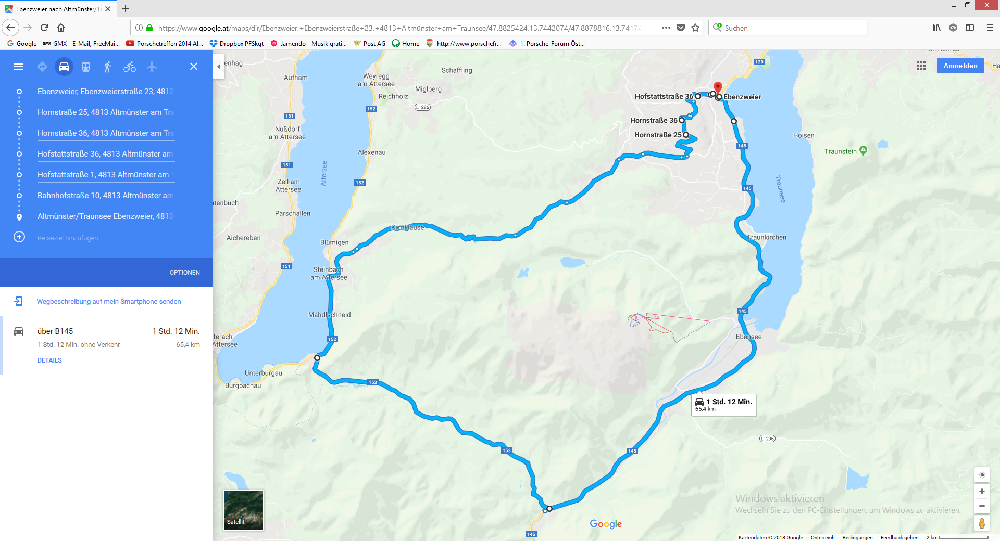 Ebenzweier nach Altmünster/T
https://www.google.at/maps/dir/Ebenzweier,+Ebenzweierstraße+23,+4813+Altmünster+am+Traunsee/47.8825424,13.7442074/47.8878816,13.74174
Suchen
Google
GMX - E-Mail, FreeMai...
Porschetreffen 2014 Al...
Dropbox PFSkgt
Jamendo - Musik grati...
Post AG
Home
http://www.porschefr...
1. Porsche-Forum Öst...
Ebenzweier, Ebenzweierstraße 23, 4813
Hornstraße 25, 4813 Altmünster am Tra
Hornstraße 36, 4813 Altmünster am Tra
Hofstattstraße 36, 4813 Altmünster am
Hofstattstraße 1, 4813 Altmünster am T
Bahnhofstraße 10, 4813 Altmünster am
Altmünster/Traunsee Ebenzweier, 4813
Reiseziel hinzufügen
OPTIONEN
Wegbeschreibung auf mein Smartphone senden
über B145
1 Std. 12 Min.
1 Std. 12 Min. ohne Verkehr
65,4 km
DETAILS
Anmelden
Ha
120
Schaffling
Aufham
Weyregg
am Attersee
Miglberg
Reichholz
L1286
152
151
Hofstattstraße 36
Ebenzweier
Hornstraße 36
Hornstraße 25
Nußdorf
am Attersee
Hoisen
145
Traunstein
Alexenau
151
Attersee
152
Zell am
Attersee
145
Traunsee
Parschallen
Kienklause
Aichereben
Traunkirchen
Blümigen
151
Steinbach
am Attersee
Mahdlschneid
145
Ebensee
152
Attersee
Unterburgau
Burgbachau
153
1 Std. 12 Min.
65,4 km
L1296
153
145
145
Satellit
Google
Windows aktivieren
Wechseln Sie zu den PC-Einstellungen, um Windows zu aktivieren.
Kartendaten © 2018 Google
Österreich
Bedingungen
Feedback geben
2 km